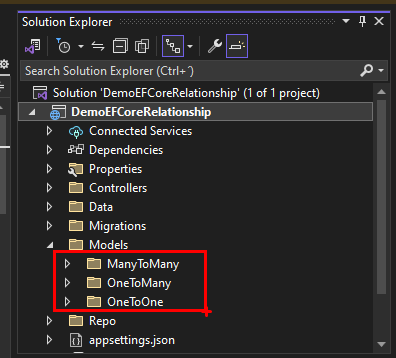 Solution Explorer
Search Solution Explorer (Ctrl+´)
Solution 'DemoEFCoreRelationship' (1 of 1 project)
DemoEFCoreRelationship
Connected Services
Dependencies
Properties
Controllers
Data
Migrations
Models
ManyToMany
OneToMany
OneToOne
Repo
appsettings.json